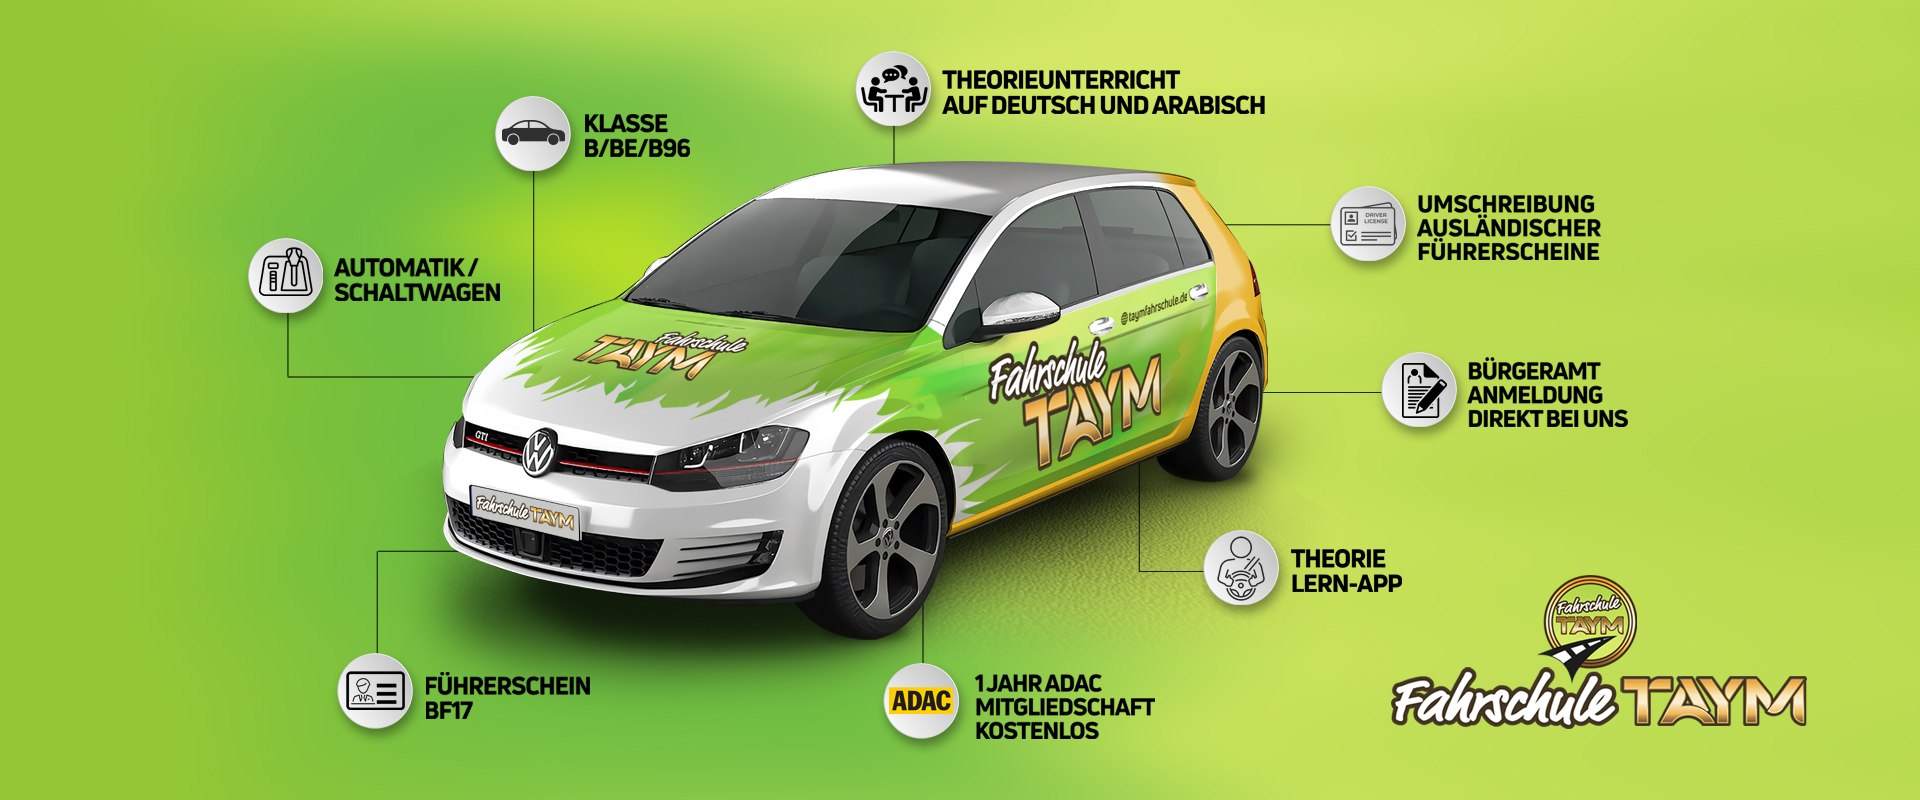 THEORIEUNTERRICHT
AUF DEUTSCH UND ARABISCH
KLASSE
B/BE/B96
UMSCHREIBUNG
AUSLÄNDISCHER
FÜHRERSCHEINE
DRIVER
LICENSE
AUTOMATIK /
SCHALTWAGEN
@taymfahrschule.de
Fahrschule
TAYM
Fahrschule
TAYM
BÜRGERAMT
ANMELDUNG
DIREKT BEI UNS
GTI
Fahrschule TAYM
THEORIE
LERN-APP
Fahrschule
TAYM
Fahrschule TAYM
FÜHRERSCHEIN
BF17
ADAC
1 JAHR ADAC
MITGLIEDSCHAFT
KOSTENLOS